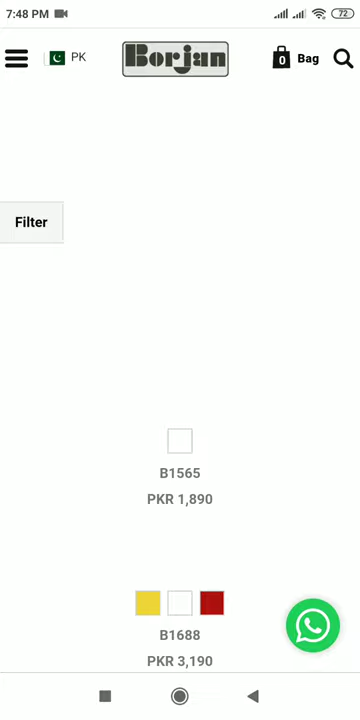 7:48 PM 72
PK Borjan 0 Bag
Filter
B1565
PKR 1,890
B1688
PKR 3,190